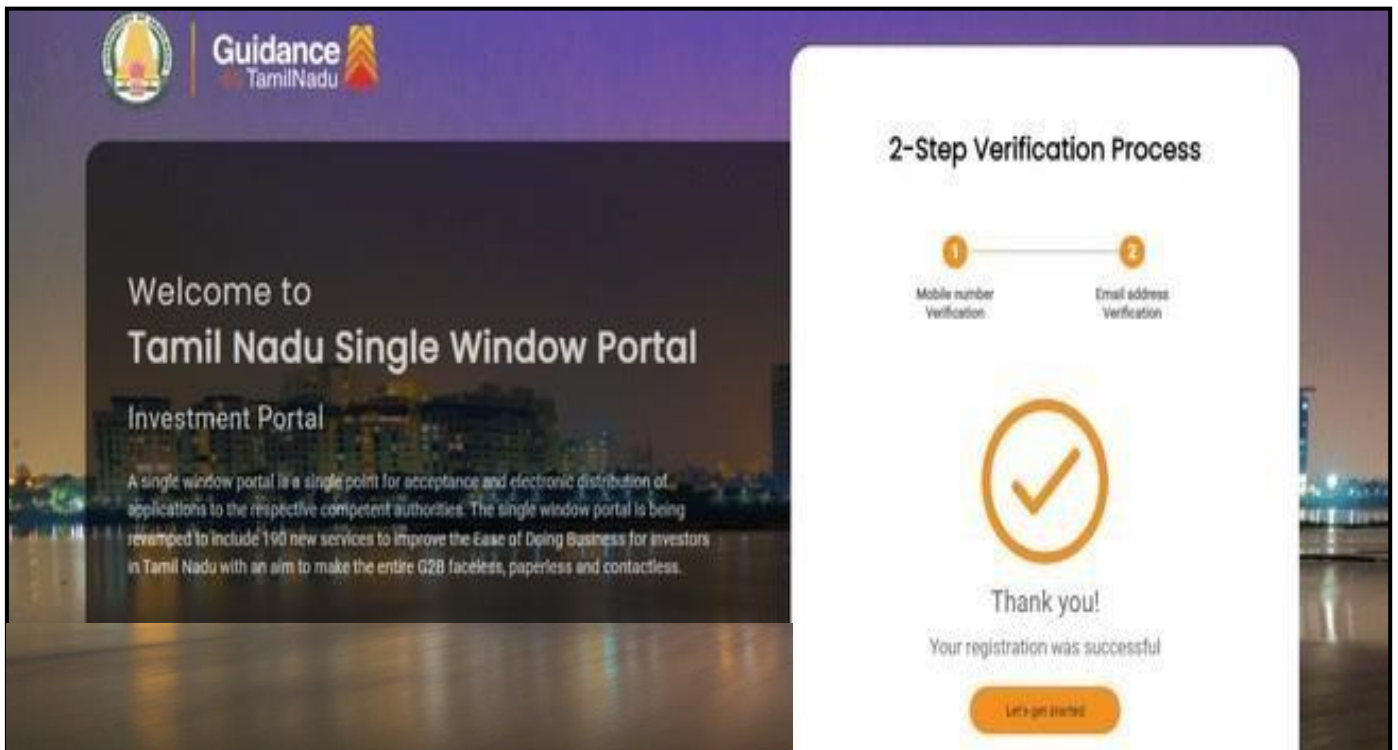 Guidance
TamilNadu
Welcome to
Tamil Nadu Single Window Portal
Investment Portal
A single window portal is a single point for acceptance and electronic distribution of
applications to the respective competent authorities. The single window portal is being
revamped to include 190 new services to improve the Ease of Doing Business for investors
in Tamil Nadu with an aim to make the entire G2B faceless, paperless and contactless.
2-Step Verification Process
1
2
Mobile number
Verification
Email address
Verification
Thank you!
Your registration was successful
Let's get started